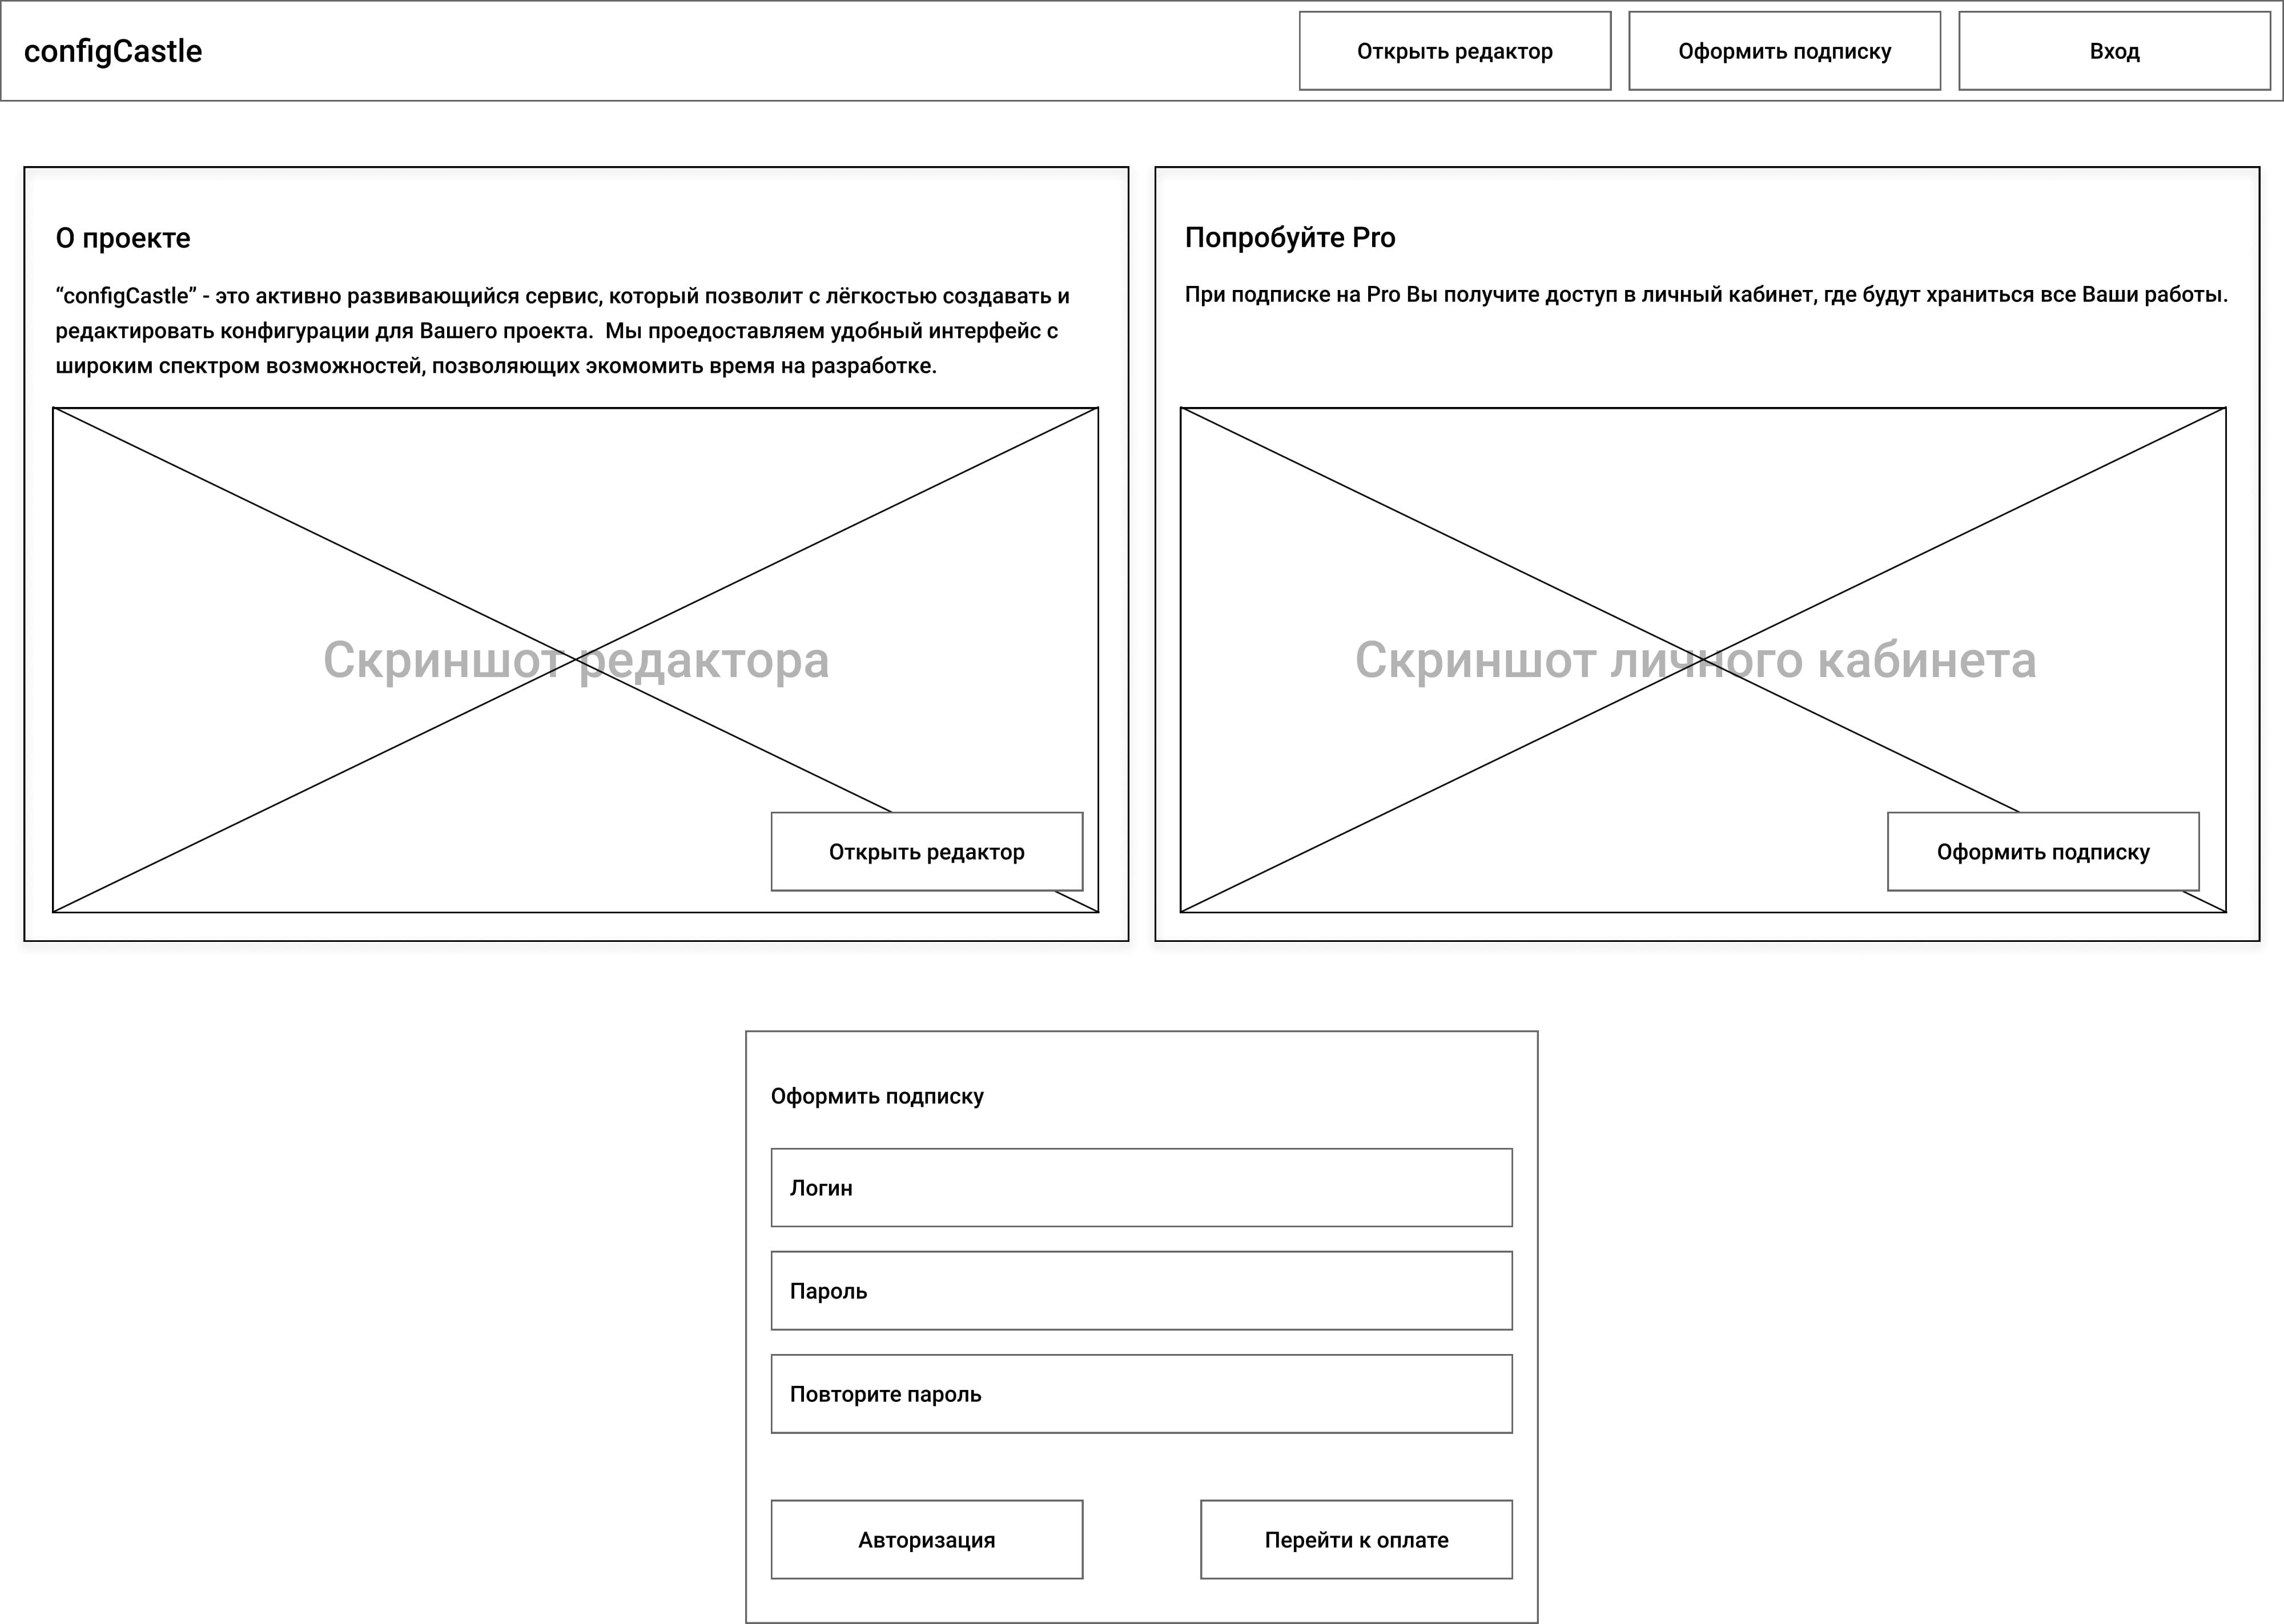 configCastle
Открыть редактор
Оформить подписку
Вход
О проекте
“configCastle” - это активно развивающийся сервис, который позволит с лёгкостью создавать и
редактировать конфигурации для Вашего проекта.  Мы проедоставляем удобный интерфейс с
широким спектром возможностей, позволяющих экомомить время на разработке.
Скриншот редактора
Открыть редактор
Попробуйте Pro
При подписке на Pro Вы получите доступ в личный кабинет, где будут храниться все Ваши работы.
Скриншот личного кабинета
Оформить подписку
Оформить подписку
Логин
Пароль
Повторите пароль
Авторизация
Перейти к оплате